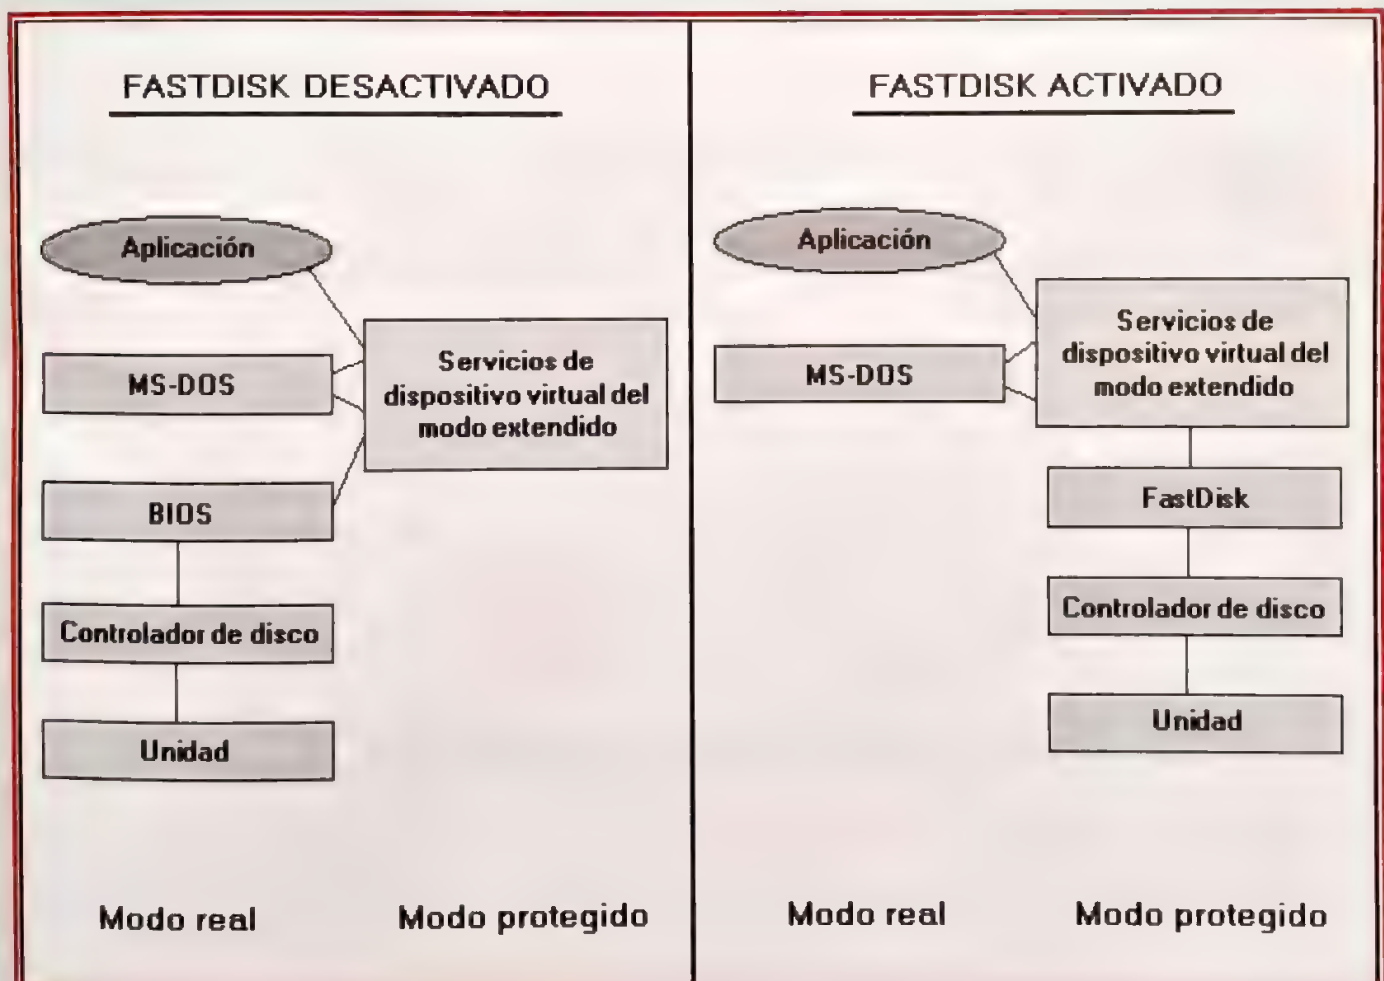 FASTDISK DESACTIVADO
Aplicación
MS-DOS
Servicios de
dispositivo virtual del
modo extendido
BIOS
Controlador de disco
Unidad
Modo real
Modo protegido
FASTDISK ACTIVADO
Aplicación
MS-DOS
Servicios de
dispositivo virtual del
modo extendido
FastDisk
Controlador de disco
Unidad
Modo real
Modo protegido